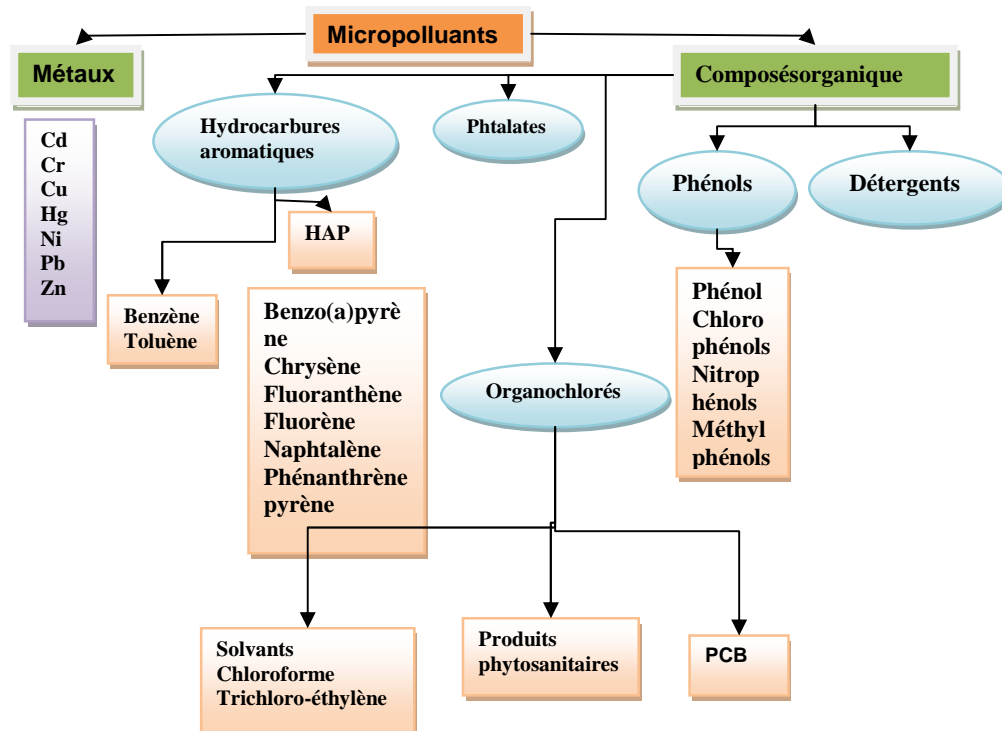 Micropolluants
Métaux
Composésorganique
Cd
Cr
Cu
Hg
Ni
Pb
Zn
Hydrocarbures
aromatiques
Phtalates
Phénols
Détergents
HAP
Benzène
Toluène
Benzo(a)pyrè
ne
Chrysène
Fluoranthène
Fluorène
Naphtalène
Phénanthrène
pyrène
Organochlorés
Phénol
Chloro
phénols
Nitrop
hénols
Méthyl
phénols
Solvants
Chloroforme
Trichloro-éthylène
Produits
phytosanitaires
PCB